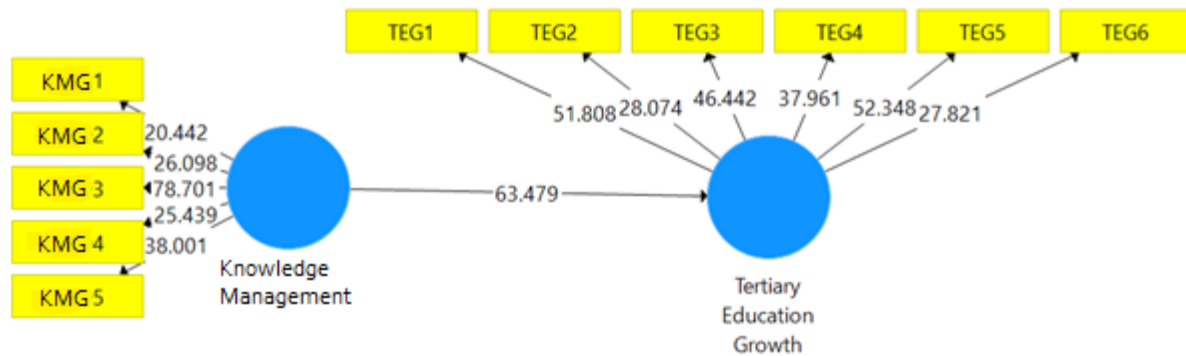 TEG1 TEG2 TEG3 TEG4 TEG5 TEG6
51.808 28.074 46.442 37.961 52.348 27.821
KMG 1
20.442
KMG 2
26.098
KMG 3
78.701
25.439
KMG 4
38.001
KMG 5
63.479
Knowledge
Management
Tertiary
Education
Growth